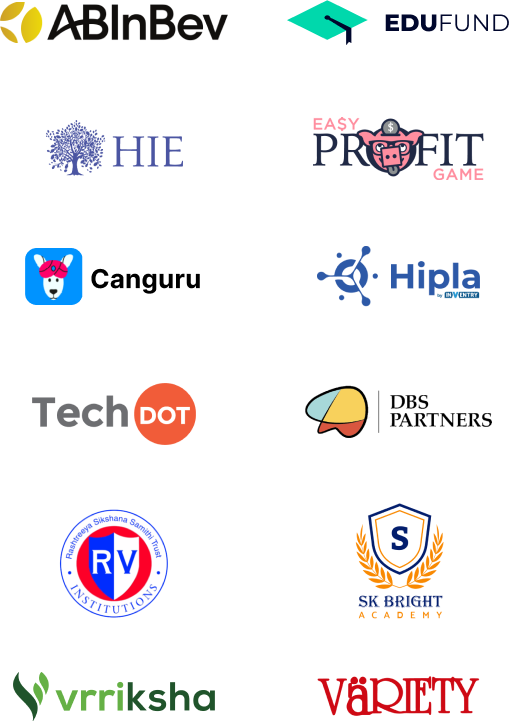 ABInBev
EDUFUND
HIE
EA$Y
$
PROFIT
GAME
Canguru
Hipla
by INVENTRY
Tech DOT
DBS
PARTNERS
Rashtreeya Sikshana Samithi Trust
RV
INSTITUTIONS
S
SK BRIGHT
ACADEMY
vrriksha
VäRIETY